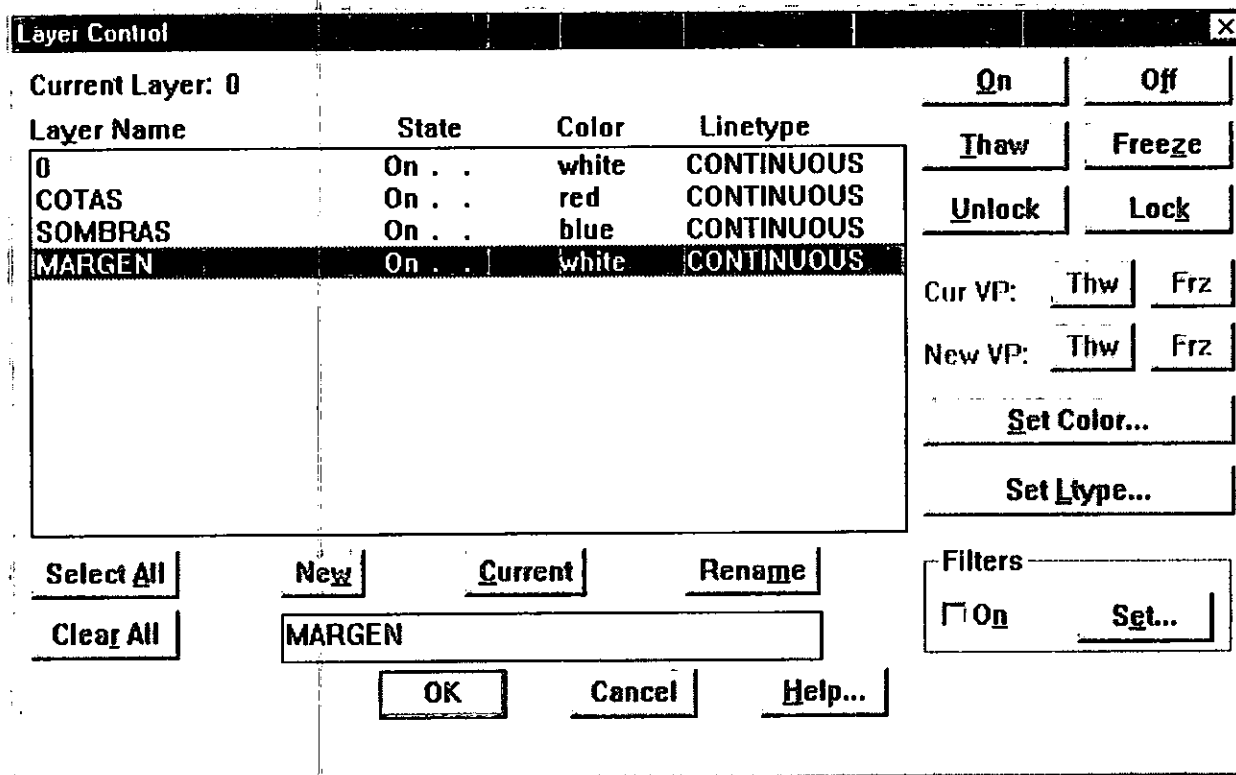 Layer Control
Current Layer: 0
On Off
Layer Name State Color Linetype
Thaw Freeze
0 On . . white CONTINUOUS
COTAS On . . red CONTINUOUS
Unlock Lock
SOMBRAS On . . blue CONTINUOUS
MARGEN On . . white CONTINUOUS
Cur VP: Thw Frz
New VP: Thw Frz
Set Color...
Set Ltype...
Select All New Current Rename
Filters
Clear All MARGEN
On Set...
OK Cancel Help...